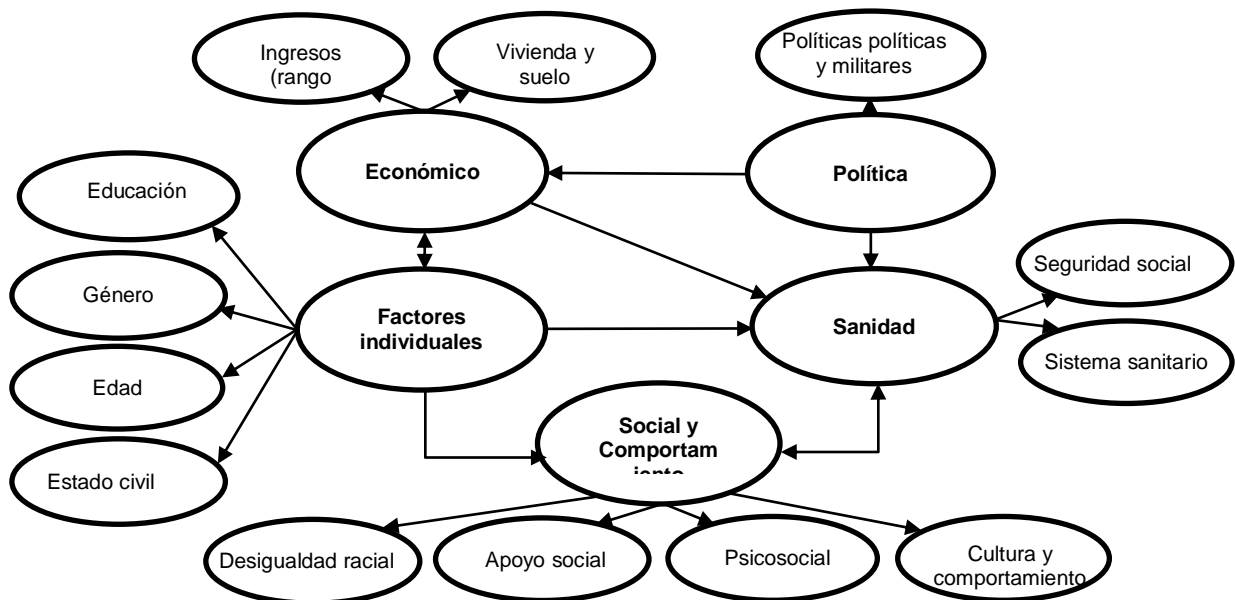 Ingresos
(rango
Vivienda y
suelo
Políticas políticas
y militares
Económico
Política
Educación
Género
Edad
Estado civil
Factores
individuales
Sanidad
Seguridad social
Sistema sanitario
Social y
Comportam
iento
Desigualdad racial
Apoyo social
Psicosocial
Cultura y
comportamiento